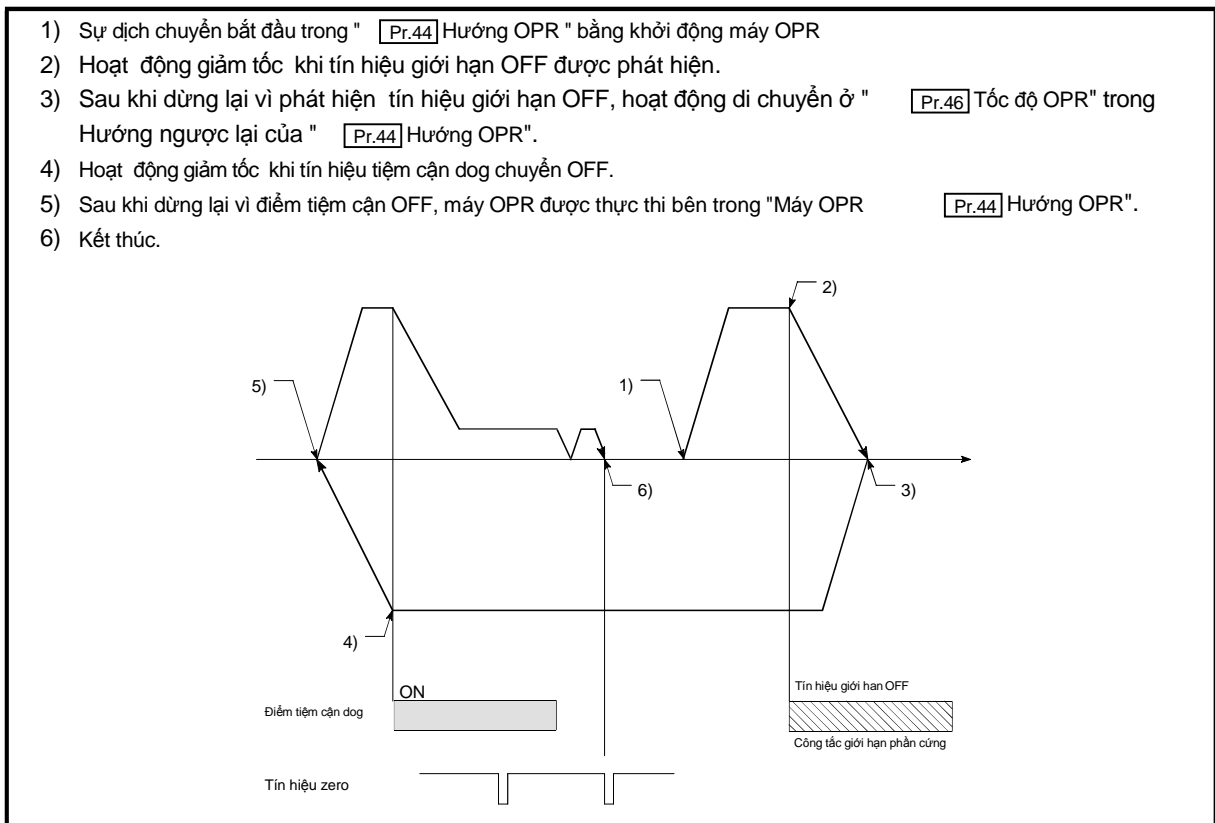 1) Sự dịch chuyển bắt đầu trong " Pr.44 Hướng OPR " bằng khởi động máy OPR
2) Hoạt động giảm tốc khi tín hiệu giới hạn OFF được phát hiện.
3) Sau khi dừng lại vì phát hiện tín hiệu giới hạn OFF, hoạt động di chuyển ở " Pr.46 Tốc độ OPR" trong
Hướng ngược lại của " Pr.44 Hướng OPR".
4) Hoạt động giảm tốc khi tín hiệu tiệm cận dog chuyển OFF.
5) Sau khi dừng lại vì điểm tiệm cận OFF, máy OPR được thực thi bên trong "Máy OPR Pr.44 Hướng OPR".
6) Kết thúc.
2)
5)
1)
6)
3)
4)
ON
Tín hiệu giới han OFF
Điểm tiệm cận dog
Công tắc giới hạn phần cứng
Tín hiệu zero